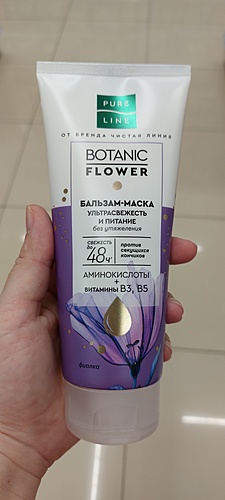 PURE
LINE
ОТ БРЕНДА ЧИСТАЯ ЛИНИЯ
BOTANIC
FLOWER
БАЛЬЗАМ-МАСКА
УЛЬТРАСВЕЖЕСТЬ
И ПИТАНИЕ
без утяжеления
свежесть
до 48ч*
против
секущихся
кончиков
АМИНОКИСЛОТЫ
+
ВИТАМИНЫ B3, B5
фиалка